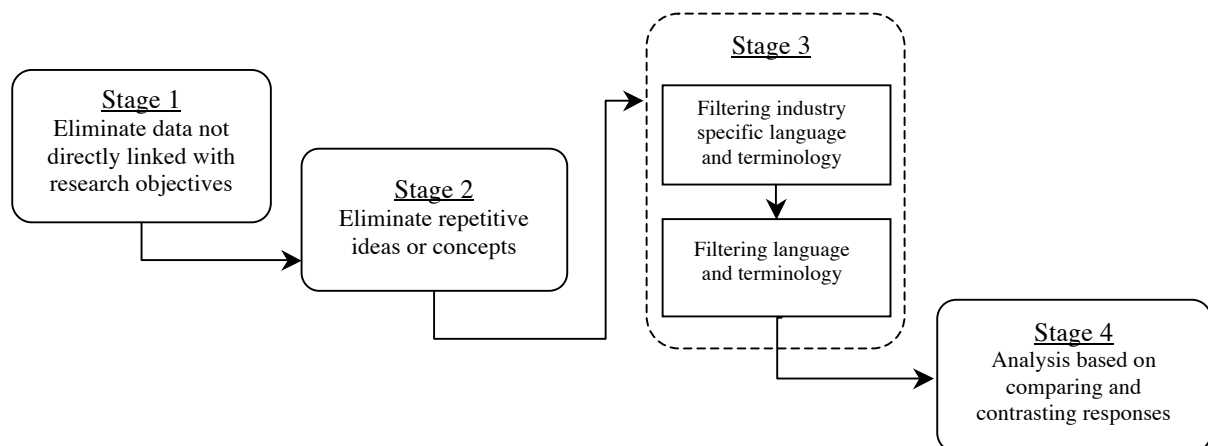 Stage 1
Eliminate data not
directly linked with
research objectives
Stage 2
Eliminate repetitive
ideas or concepts
Stage 3
Filtering industry
specific language
and terminology
Filtering language
and terminology
Stage 4
Analysis based on
comparing and
contrasting responses